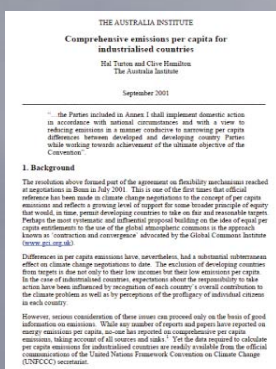 THE AUSTRALIA INSTITUTE
Comprehensive emissions per capita for
industrialised countries
Hal Turton and Clive Hamilton
The Australia Institute
September 2001
"…the Parties included in Annex I shall implement domestic action
in accordance with national circumstances and with a view to
reducing emissions in a manner conducive to narrowing per capita
differences between developed and developing country Parties
while working towards achievement of the ultimate objective of the
Convention".
1. Background
The resolution above formed part of the agreement on flexibility mechanisms reached
at negotiations in Bonn in July 2001. This is one of the first times that official
reference has been made in climate change negotiations to the concept of per capita
emissions and reflects a growing level of support for some broader principle of equity
that would, in time, permit developing countries to take on fair and reasonable targets.
Perhaps the most systematic and influential proposal building on the idea of equal per
capita entitlements to the use of the global atmospheric commons is the approach
known as 'contraction and convergence' advocated by the Global Commons Institute
(www.gci.org.uk).
Differences in per capita emissions have, nevertheless, had a substantial subterranean
effect on climate change negotiations to date. The exclusion of developing countries
from targets is due not only to their low incomes but their low emissions per capita.
In the case of industrialised countries, expectations about the responsibility to take
action have been influenced by recognition of each country's overall contribution to
the climate problem as well as by perceptions of the profligacy of individual citizens
in each country.
However, serious consideration of these issues can proceed only on the basis of good
information on emissions. While any number of reports and papers have reported on
energy emissions per capita, no-one has reported on comprehensive per capita
emissions, taking account of all sources and sinks.¹ Yet the data required to calculate
per capita emissions for industrialised countries are readily available from the official
communications of the United Nations Framework Convention on Climate Change
(UNFCCC) secretariat.